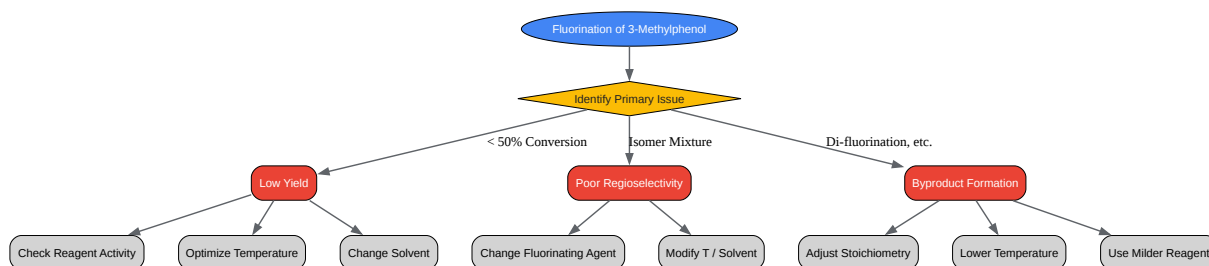 Fluorination of 3-Methylphenol
Identify Primary Issue
< 50% Conversion
Isomer Mixture
Di-fluorination, etc.
Low Yield
Poor Regioselectivity
Byproduct Formation
Check Reagent Activity
Optimize Temperature
Change Solvent
Change Fluorinating Agent
Modify T / Solvent
Adjust Stoichiometry
Lower Temperature
Use Milder Reagent